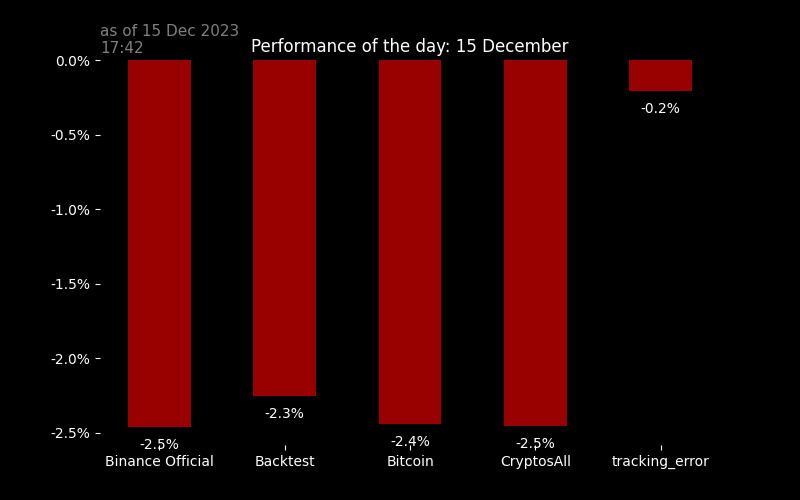 as of 15 Dec 2023
17:42
Performance of the day: 15 December
0.0%
-0.5%
-1.0%
-1.5%
-2.0%
-2.5%
-2.5%
-2.3%
-2.4%
-2.5%
-0.2%
Binance Official
Backtest
Bitcoin
CryptosAll
tracking_error